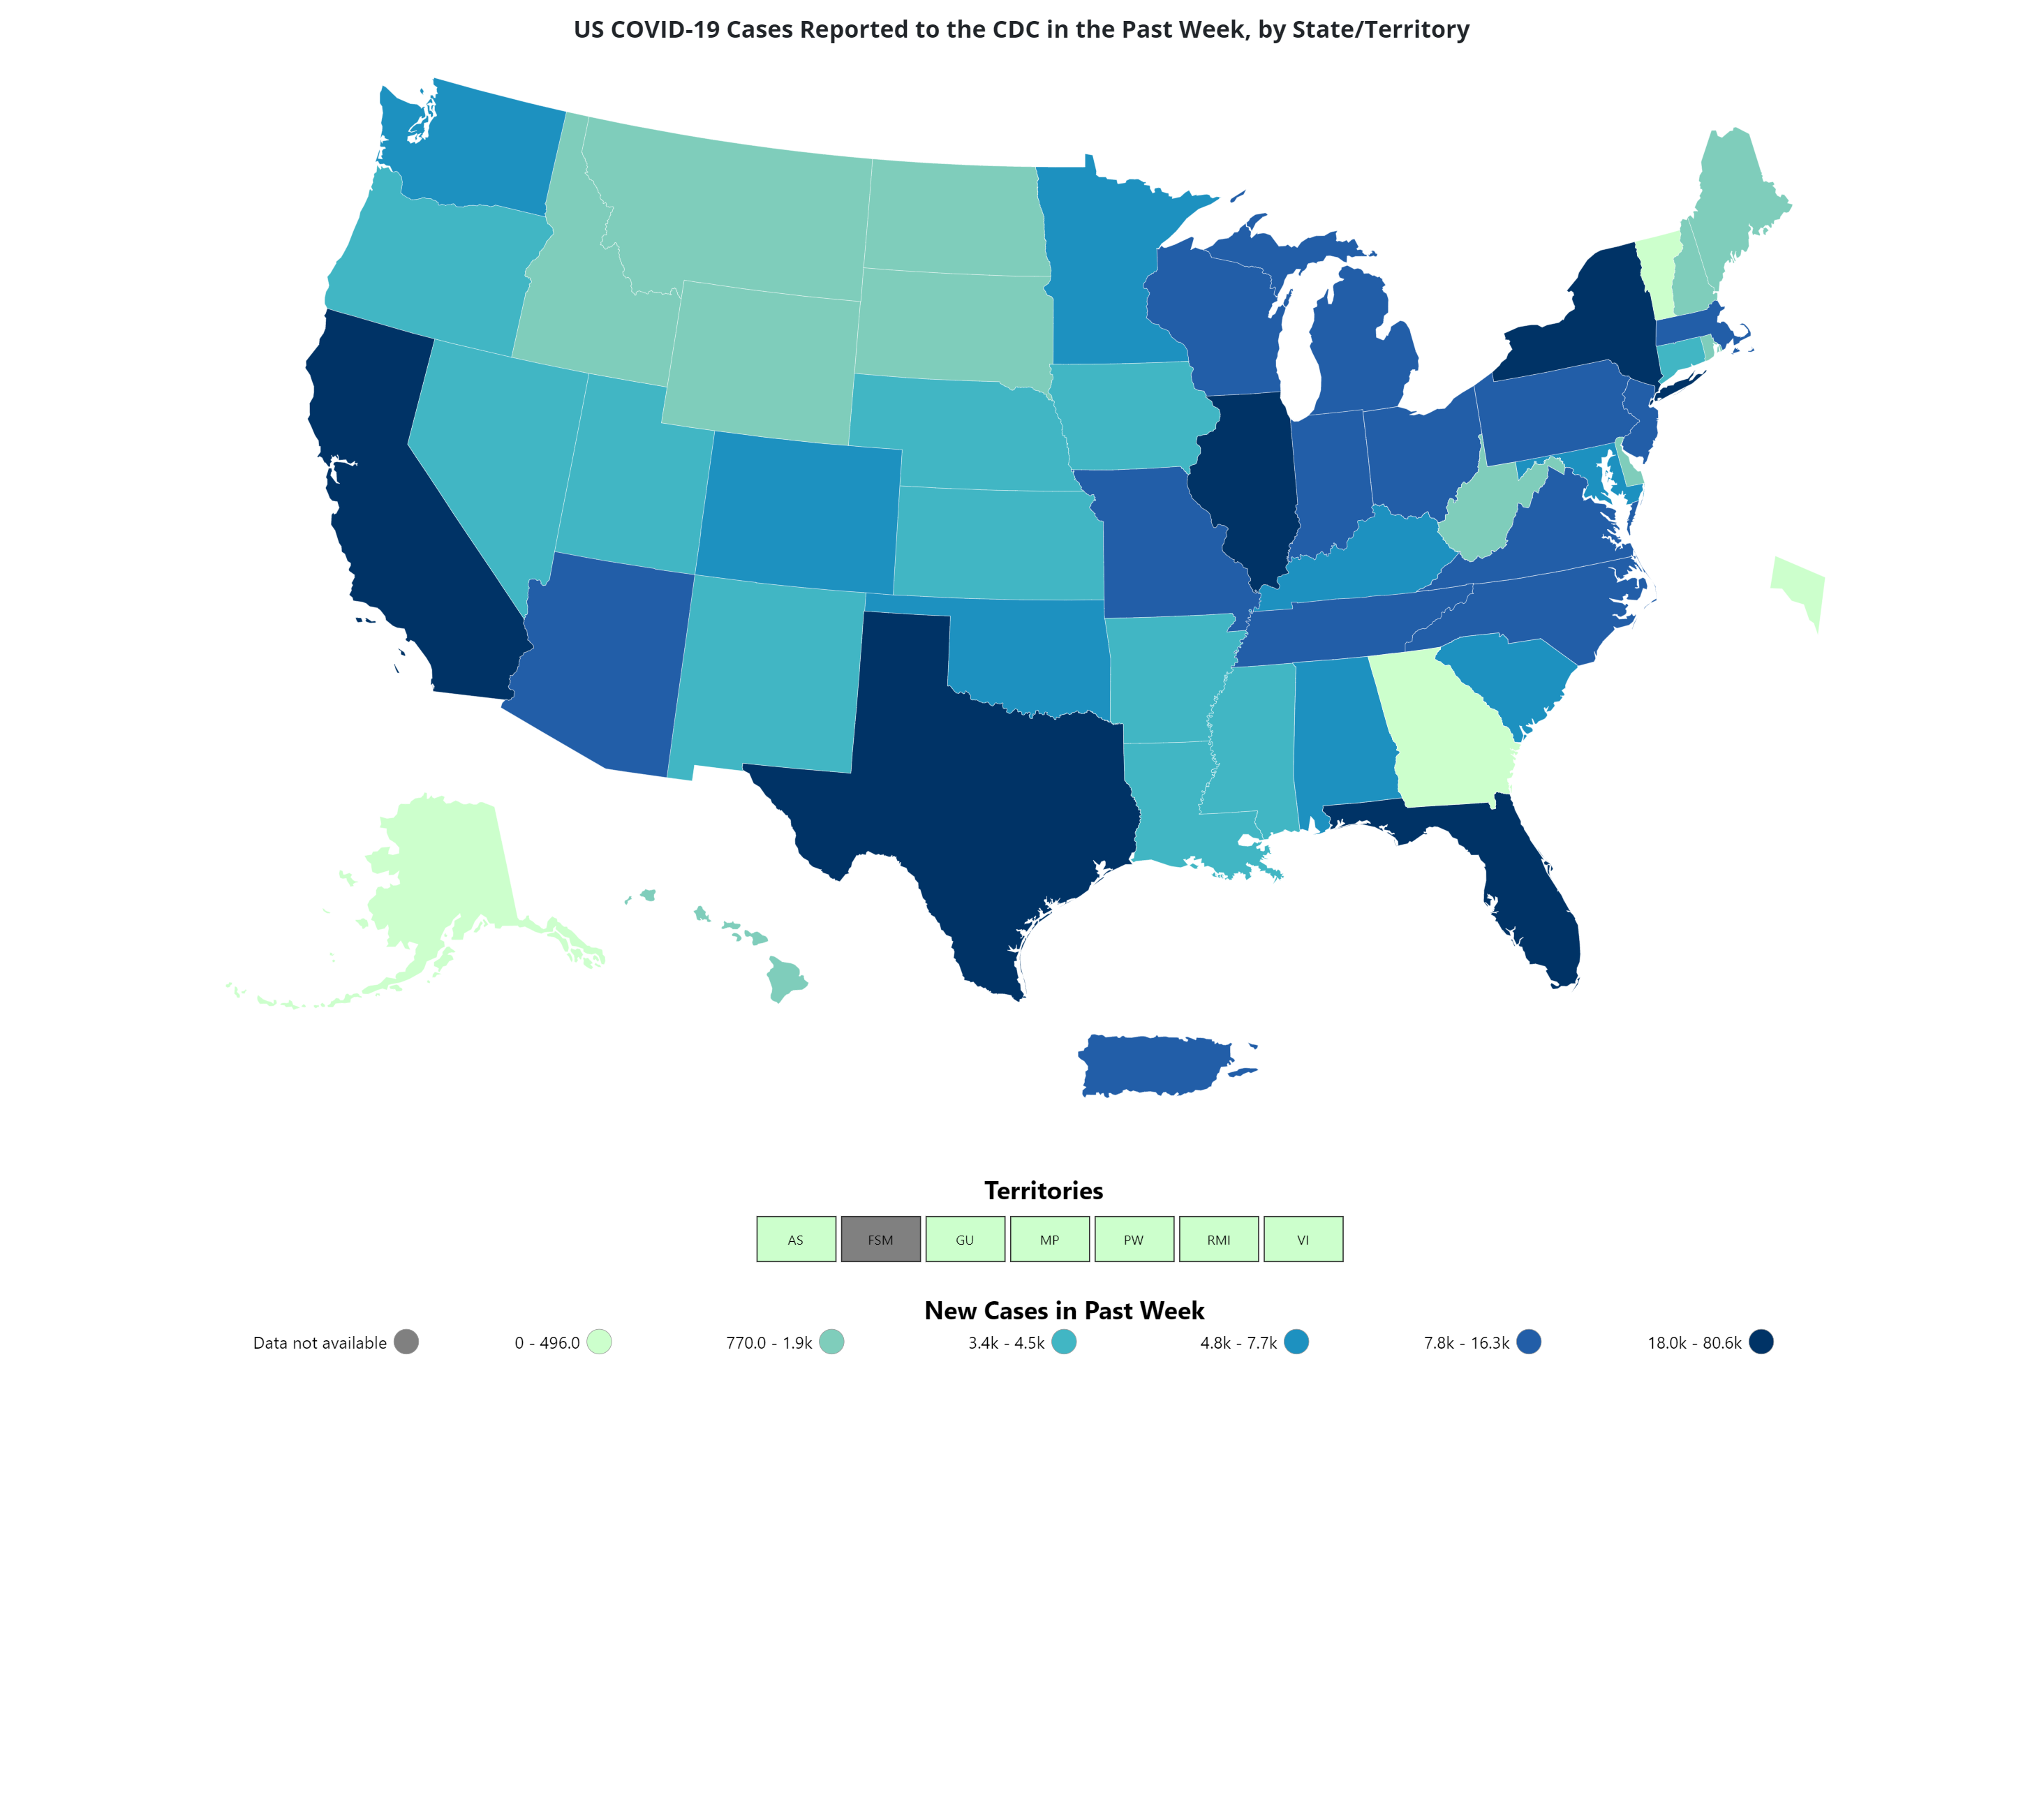 US COVID-19 Cases Reported to the CDC in the Past Week, by State/Territory
Territories
AS FSM GU MP PW RMI VI
New Cases in Past Week
Data not available 0 - 496.0 770.0 - 1.9k 3.4k - 4.5k 4.8k - 7.7k 7.8k - 16.3k 18.0k - 80.6k